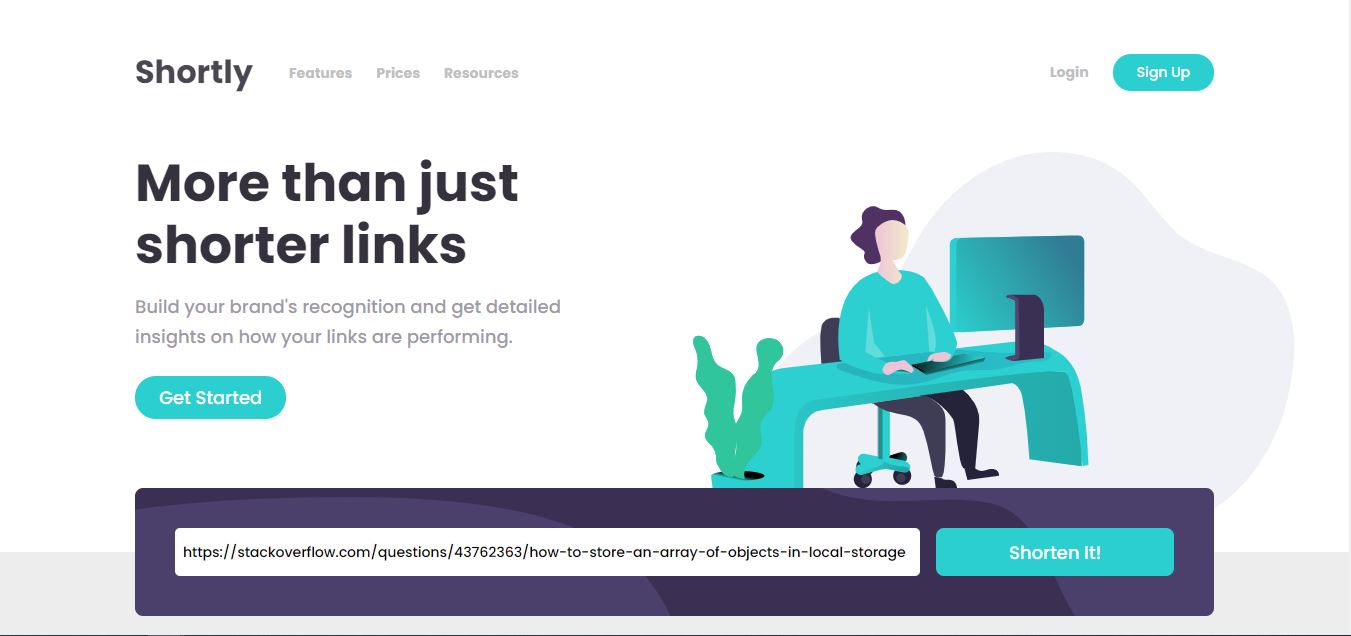 Shortly
Features
Prices
Resources
Login
Sign Up
More than just
shorter links
Build your brand's recognition and get detailed
insights on how your links are performing.
Get Started
https://stackoverflow.com/questions/43762363/how-to-store-an-array-of-objects-in-local-storage
Shorten It!